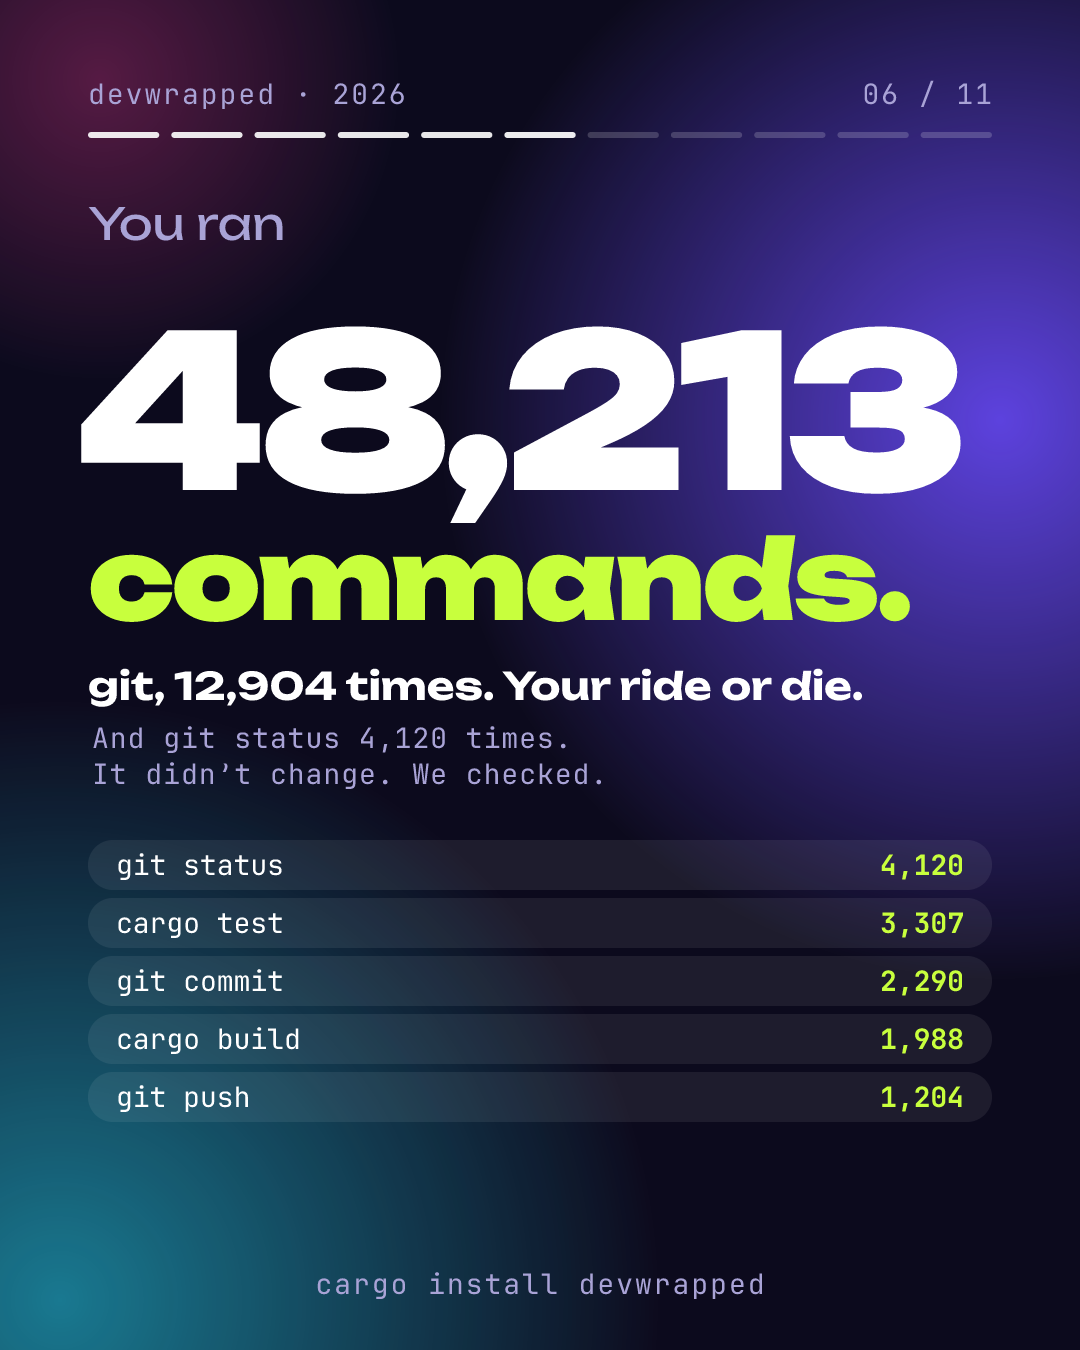 devwrapped · 2026
06 / 11
You ran
48,213
commands.
git, 12,904 times. Your ride or die.
And git status 4,120 times.
It didn’t change. We checked.
git status 4,120
cargo test 3,307
git commit 2,290
cargo build 1,988
git push 1,204
cargo install devwrapped